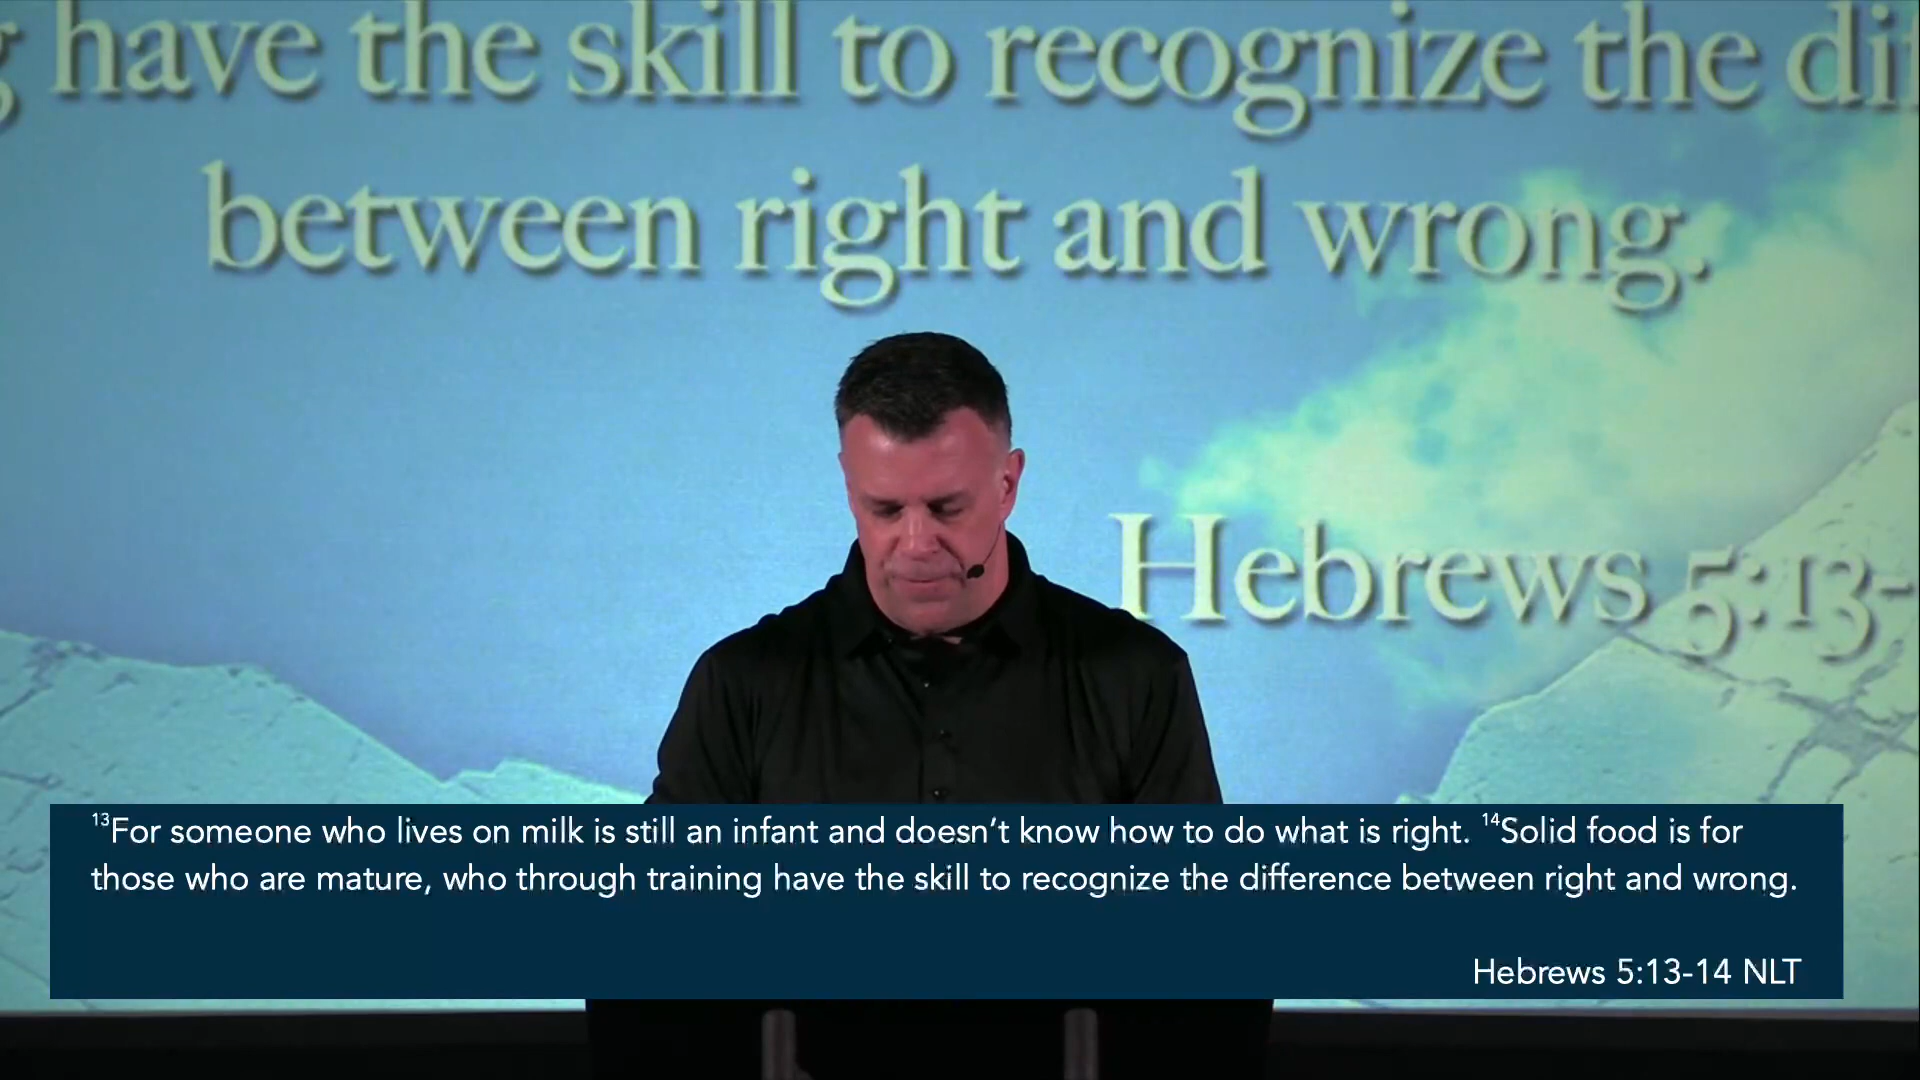 have the skill to recognize the
between right and wrong.
Hebrews 5:13-
¹³For someone who lives on milk is still an infant and doesn’t know how to do what is right. ¹⁴Solid food is for
those who are mature, who through training have the skill to recognize the difference between right and wrong.
Hebrews 5:13-14 NLT